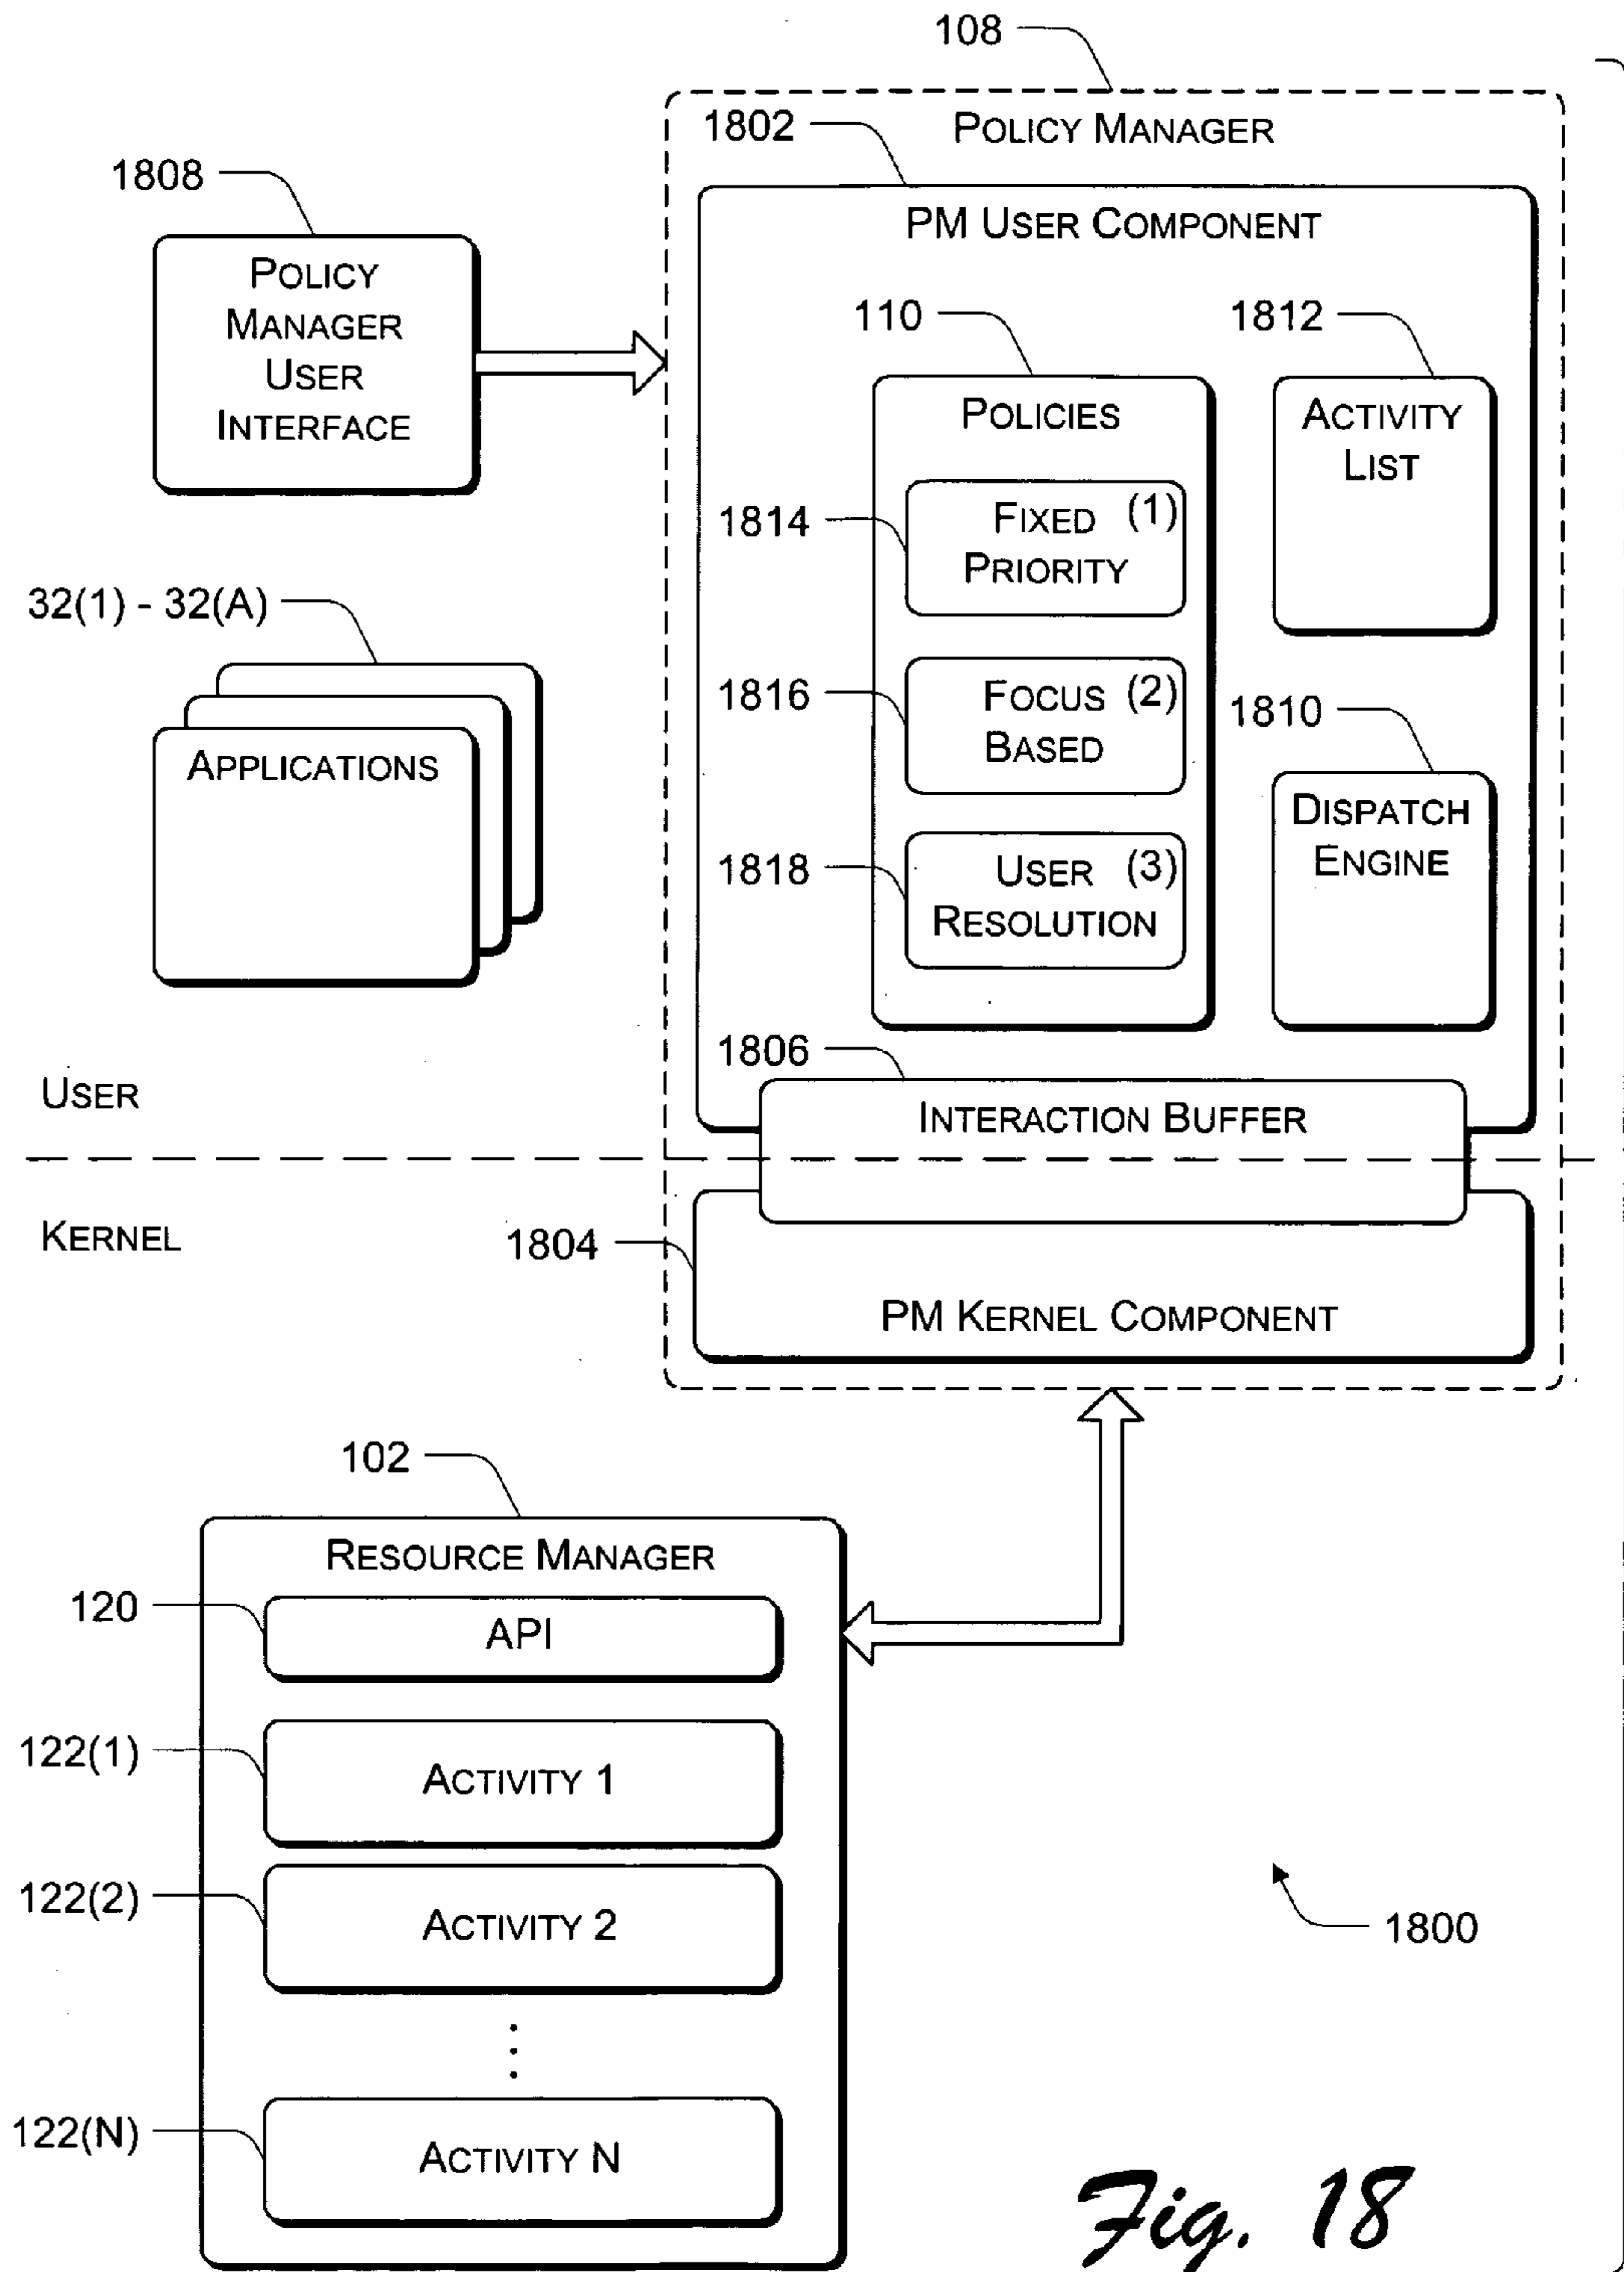 108
POLICY MANAGER
1802
PM USER COMPONENT
1808
POLICY
MANAGER
USER
INTERFACE
110
POLICIES
1812
ACTIVITY
LIST
1814
FIXED (1)
PRIORITY
32(1) - 32(A)
APPLICATIONS
1816
FOCUS (2)
BASED
1810
DISPATCH
ENGINE
1818
USER (3)
RESOLUTION
1806
INTERACTION BUFFER
USER
KERNEL
1804
PM KERNEL COMPONENT
102
RESOURCE MANAGER
120
API
122(1)
ACTIVITY 1
122(2)
ACTIVITY 2
1800
122(N)
ACTIVITY N
Fig. 18